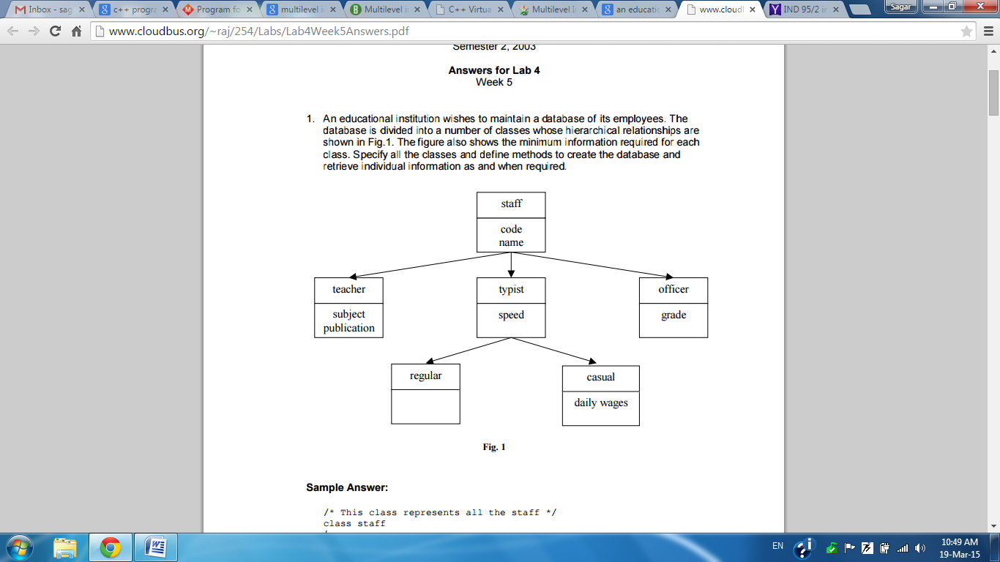 Inbox - sag
c++ progra
Program fo
multilevel i
Multilevel in
C++ Virtua
Multilevel I
an educatio
www.cloudl
IND 95/2 in
Sagar
www.cloudbus.org/~raj/254/Labs/Lab4Week5Answers.pdf
Semester 2, 2003
Answers for Lab 4
Week 5
1. An educational institution wishes to maintain a database of its employees. The
database is divided into a number of classes whose hierarchical relationships are
shown in Fig.1. The figure also shows the minimum information required for each
class. Specify all the classes and define methods to create the database and
retrieve individual information as and when required.
staff
code
name
teacher
subject
publication
typist
speed
officer
grade
regular
casual
daily wages
Fig. 1
Sample Answer:
/* This class represents all the staff */
class staff
EN
10:49 AM
19-Mar-15